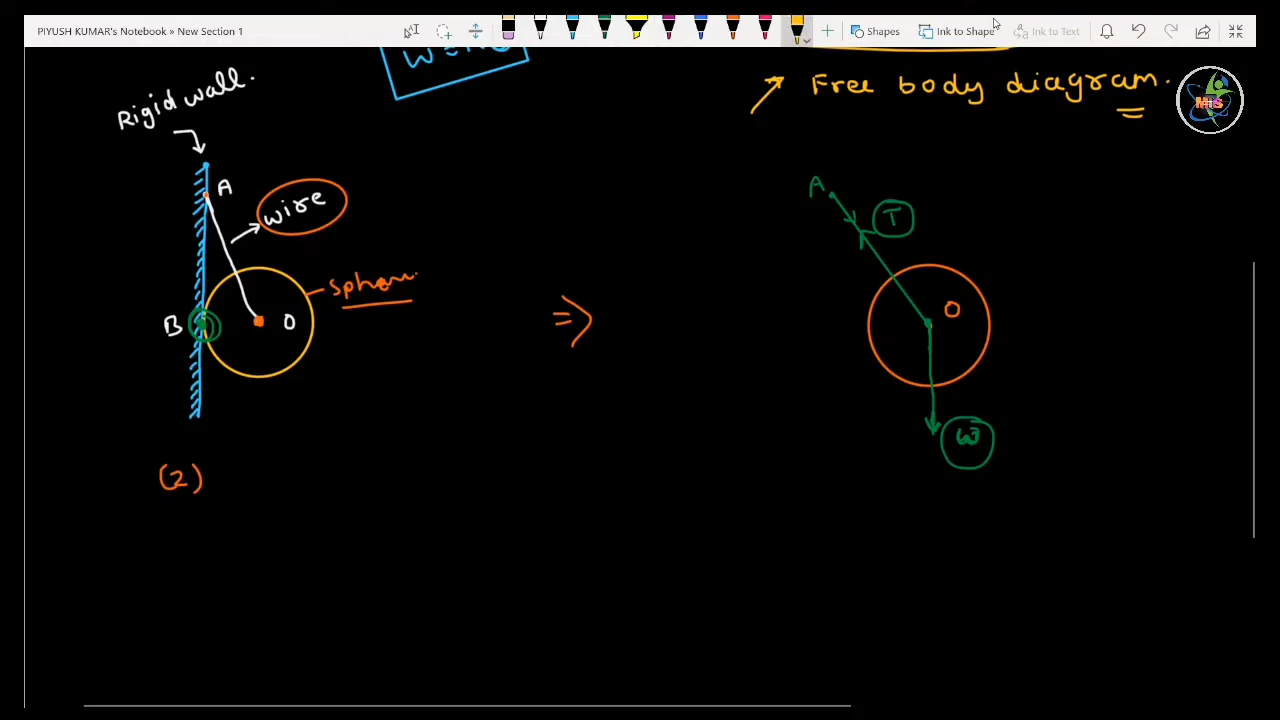 PIYUSH KUMAR's Notebook » New Section 1
Shapes
Ink to Shape
Ink to Text
Free body diagram.
MIS
Rigid wall.
A
wire
B
O
(2)
⇒
A
T
O
W